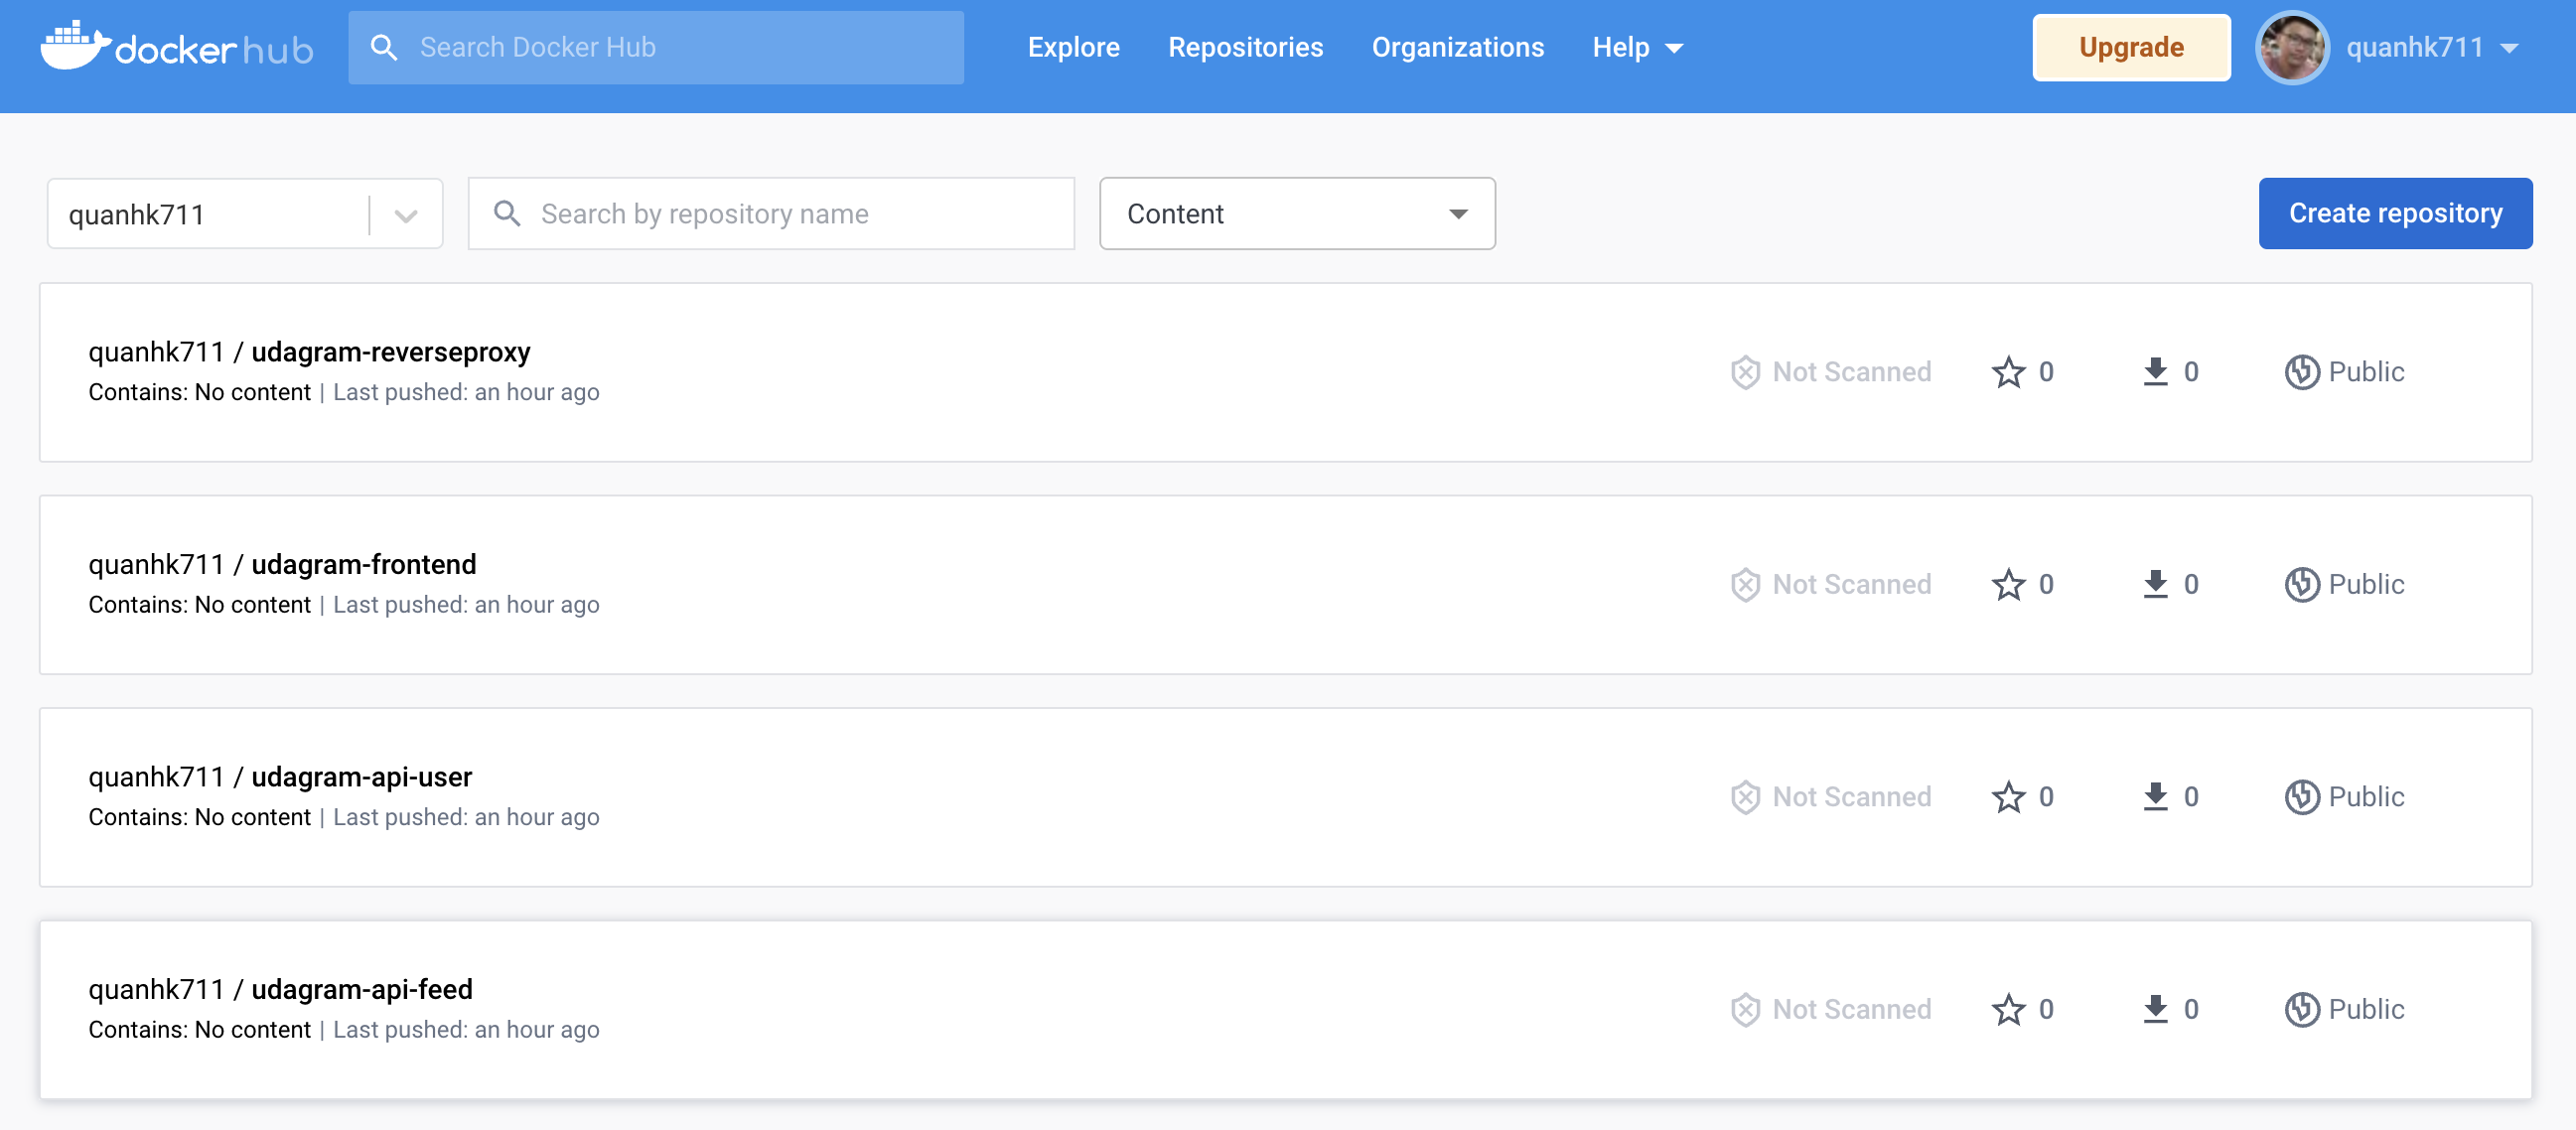 dockerhub
Search Docker Hub
Explore
Repositories
Organizations
Help
Upgrade
quanhk711
quanhk711
Search by repository name
Content
Create repository
quanhk711 / udagram-reverseproxy
Contains: No content | Last pushed: an hour ago
Not Scanned
0
0
Public
quanhk711 / udagram-frontend
Contains: No content | Last pushed: an hour ago
Not Scanned
0
0
Public
quanhk711 / udagram-api-user
Contains: No content | Last pushed: an hour ago
Not Scanned
0
0
Public
quanhk711 / udagram-api-feed
Contains: No content | Last pushed: an hour ago
Not Scanned
0
0
Public